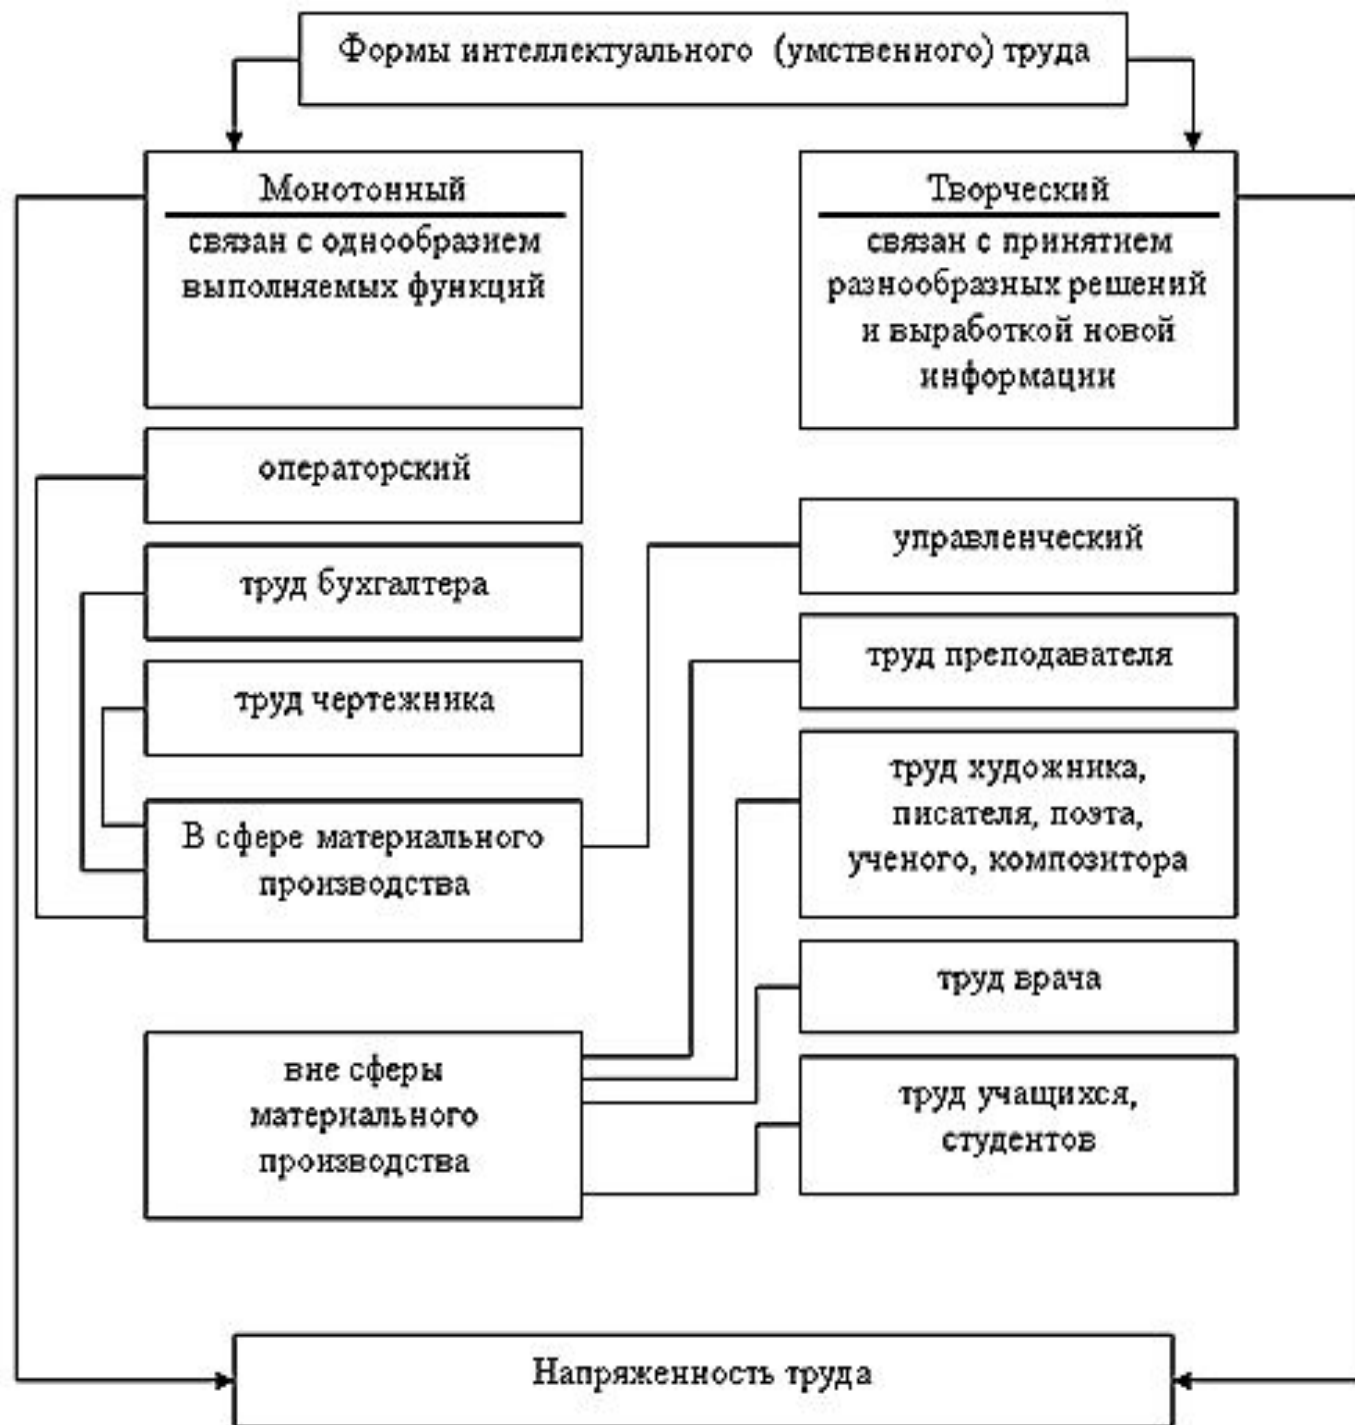 Формы интеллектуального (умственного) труда
Монотонный
связан с однообразием
выполняемых функций
Творческий
связан с принятием
разнообразных решений
и выработкой новой
информации
операторский
труд бухгалтера
труд чертежника
В сфере материального
производства
вне сферы
материального
производства
управленческий
труд преподавателя
труд художника,
писателя, поэта,
ученого, композитора
труд врача
труд учащихся,
студентов
Напряженность труда